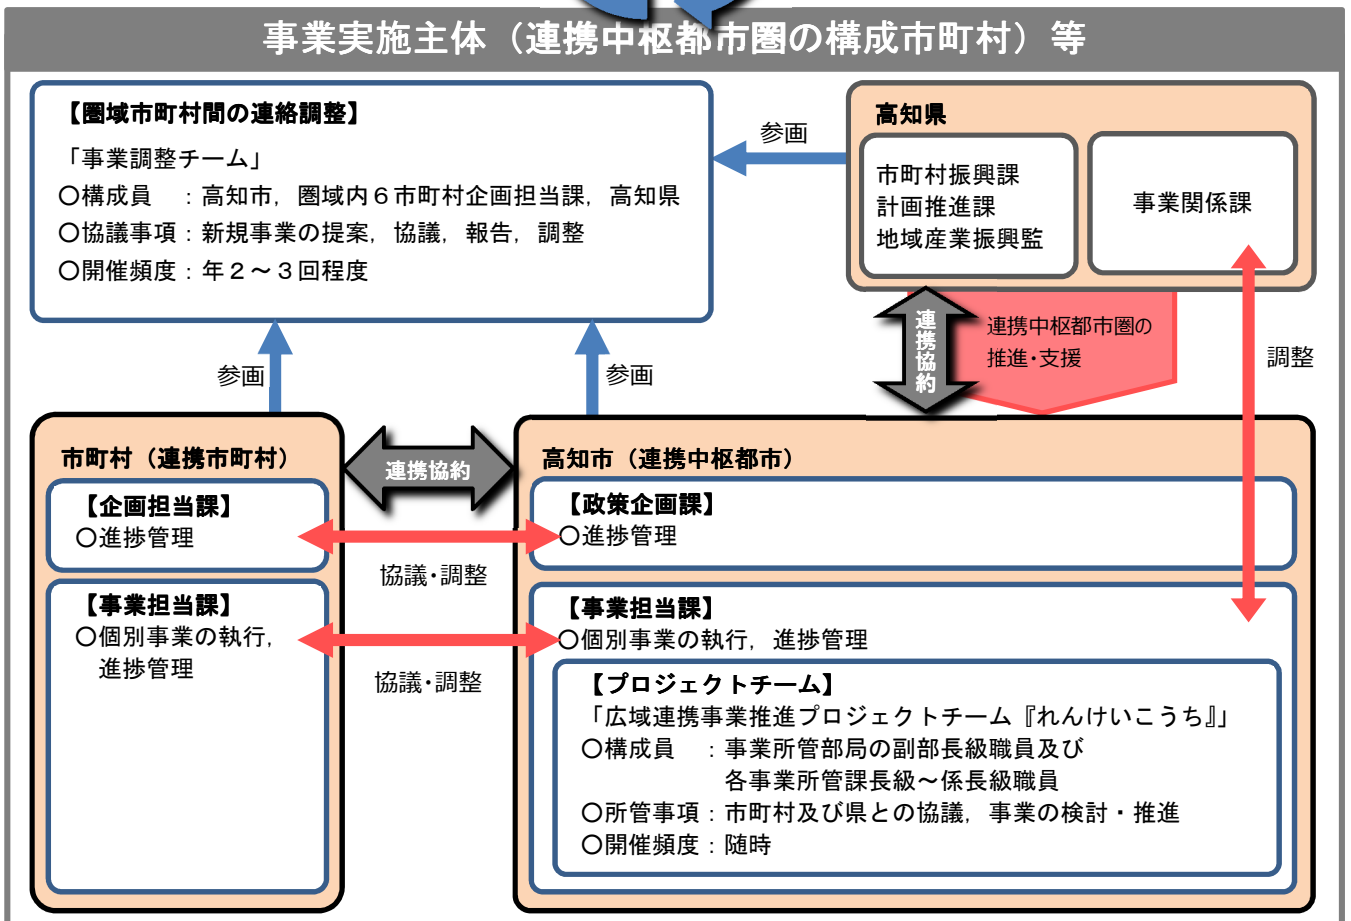 事業実施主体（連携中枢都市圏の構成市町村）等
【圏域市町村間の連絡調整】
「事業調整チーム」
〇構成員　：高知市，圏域内６市町村企画担当課，高知県
〇協議事項：新規事業の提案，協議，報告，調整
〇開催頻度：年２～３回程度
参画
高知県
市町村振興課
計画推進課
地域産業振興監
事業関係課
参画
参画
連携協約
連携中枢都市圏の
推進・支援
調整
市町村（連携市町村）
【企画担当課】
〇進捗管理
【事業担当課】
〇個別事業の執行，
進捗管理
連携協約
協議・調整
協議・調整
高知市（連携中枢都市）
【政策企画課】
〇進捗管理
【事業担当課】
〇個別事業の執行，進捗管理
【プロジェクトチーム】
「広域連携事業推進プロジェクトチーム『れんけいこうち』」
〇構成員　：事業所管部局の副部長級職員及び
各事業所管課長級～係長級職員
〇所管事項：市町村及び県との協議，事業の検討・推進
〇開催頻度：随時